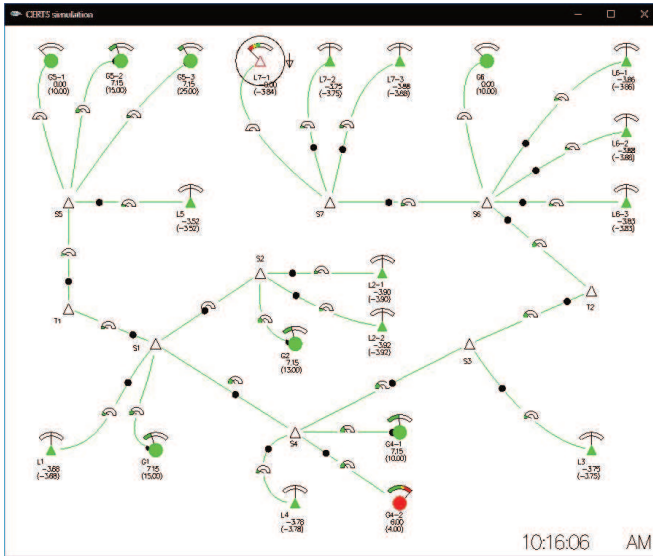 CERTS simulation
G5-1
0.00
(10.00)
G5-2
7.15
(15.00)
G5-3
7.15
(25.00)
L7-1
0.00
(-3.84)
L7-2
-3.75
(-3.75)
L7-3
-3.88
(-3.88)
G6
0.00
(10.00)
L6-1
-3.86
(-3.86)
L6-2
-3.88
(-3.88)
L6-3
-3.83
(-3.83)
S5
L5
-3.52
(-3.52)
S7
S6
S2
L2-1
-3.90
(-3.90)
T2
T1
L2-2
-3.92
(-3.92)
S1
G2
7.15
(13.00)
S3
S4
G4-1
7.15
(10.00)
L1
-3.68
(-3.68)
G1
7.15
(15.00)
L3
-3.75
(-3.75)
L4
-3.78
(-3.78)
G4-2
6.00
(4.00)
10:16:06 AM